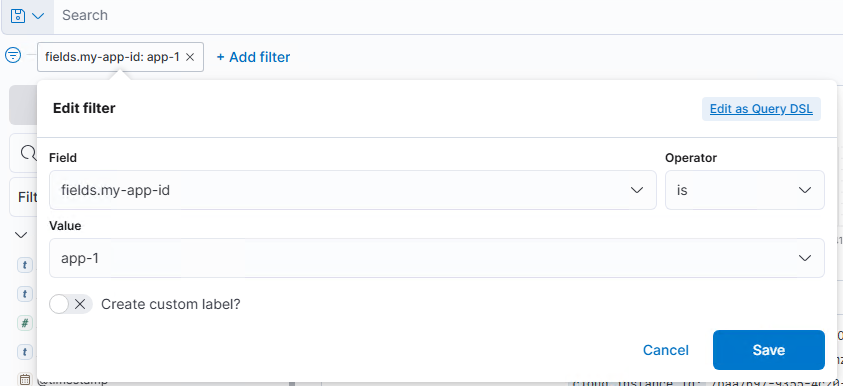 Search
fields.my-app-id: app-1 ×
+ Add filter
Edit filter
Edit as Query DSL
Field
Operator
fields.my-app-id
is
Value
app-1
Filt
t
t
#
t
Create custom label?
Cancel
Save
@timestamp